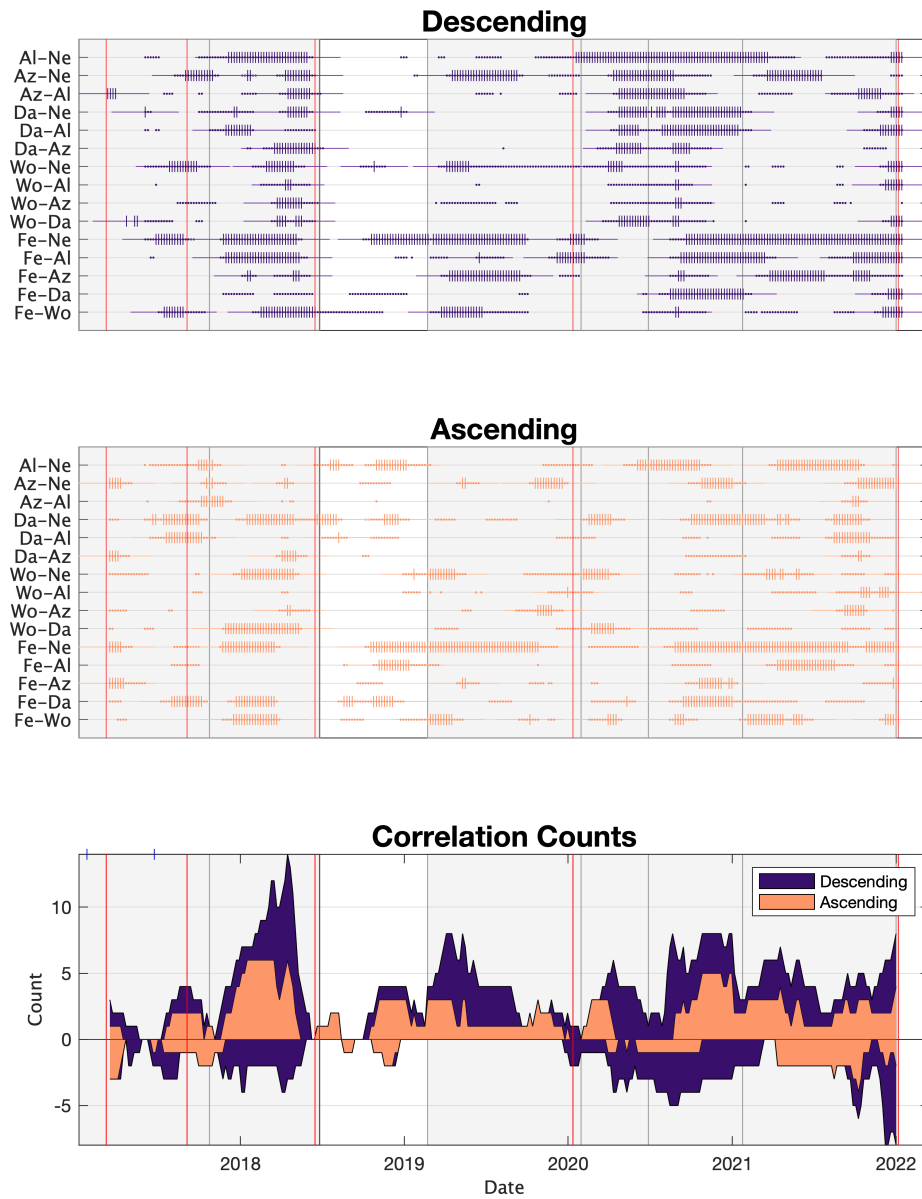 Descending
Al–Ne
Az–Ne
Az–Al
Da–Ne
Da–Al
Da–Az
Wo–Ne
Wo–Al
Wo–Az
Wo–Da
Fe–Ne
Fe–Al
Fe–Az
Fe–Da
Fe–Wo
Ascending
Al–Ne
Az–Ne
Az–Al
Da–Ne
Da–Al
Da–Az
Wo–Ne
Wo–Al
Wo–Az
Wo–Da
Fe–Ne
Fe–Al
Fe–Az
Fe–Da
Fe–Wo
Correlation Counts
Descending
Ascending
10
5
0
-5
Count
2018 2019 2020 2021 2022
Date